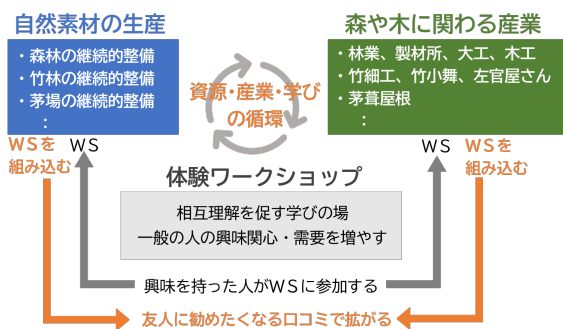 自然素材の生産
・森林の継続的整備
・竹林の継続的整備
・茅場の継続的整備
：
森や木に関わる産業
・林業、製材所、大工、木工
・竹細工、竹小舞、左官屋さん
・茅葺屋根
：
資源・産業・学び
の循環
ＷＳを
組み込む
ＷＳ
ＷＳ
ＷＳを
組み込む
体験ワークショップ
相互理解を促す学びの場
一般の人の興味関心・需要を増やす
興味を持った人がＷＳに参加する
友人に勧めたくなる口コミで拡がる